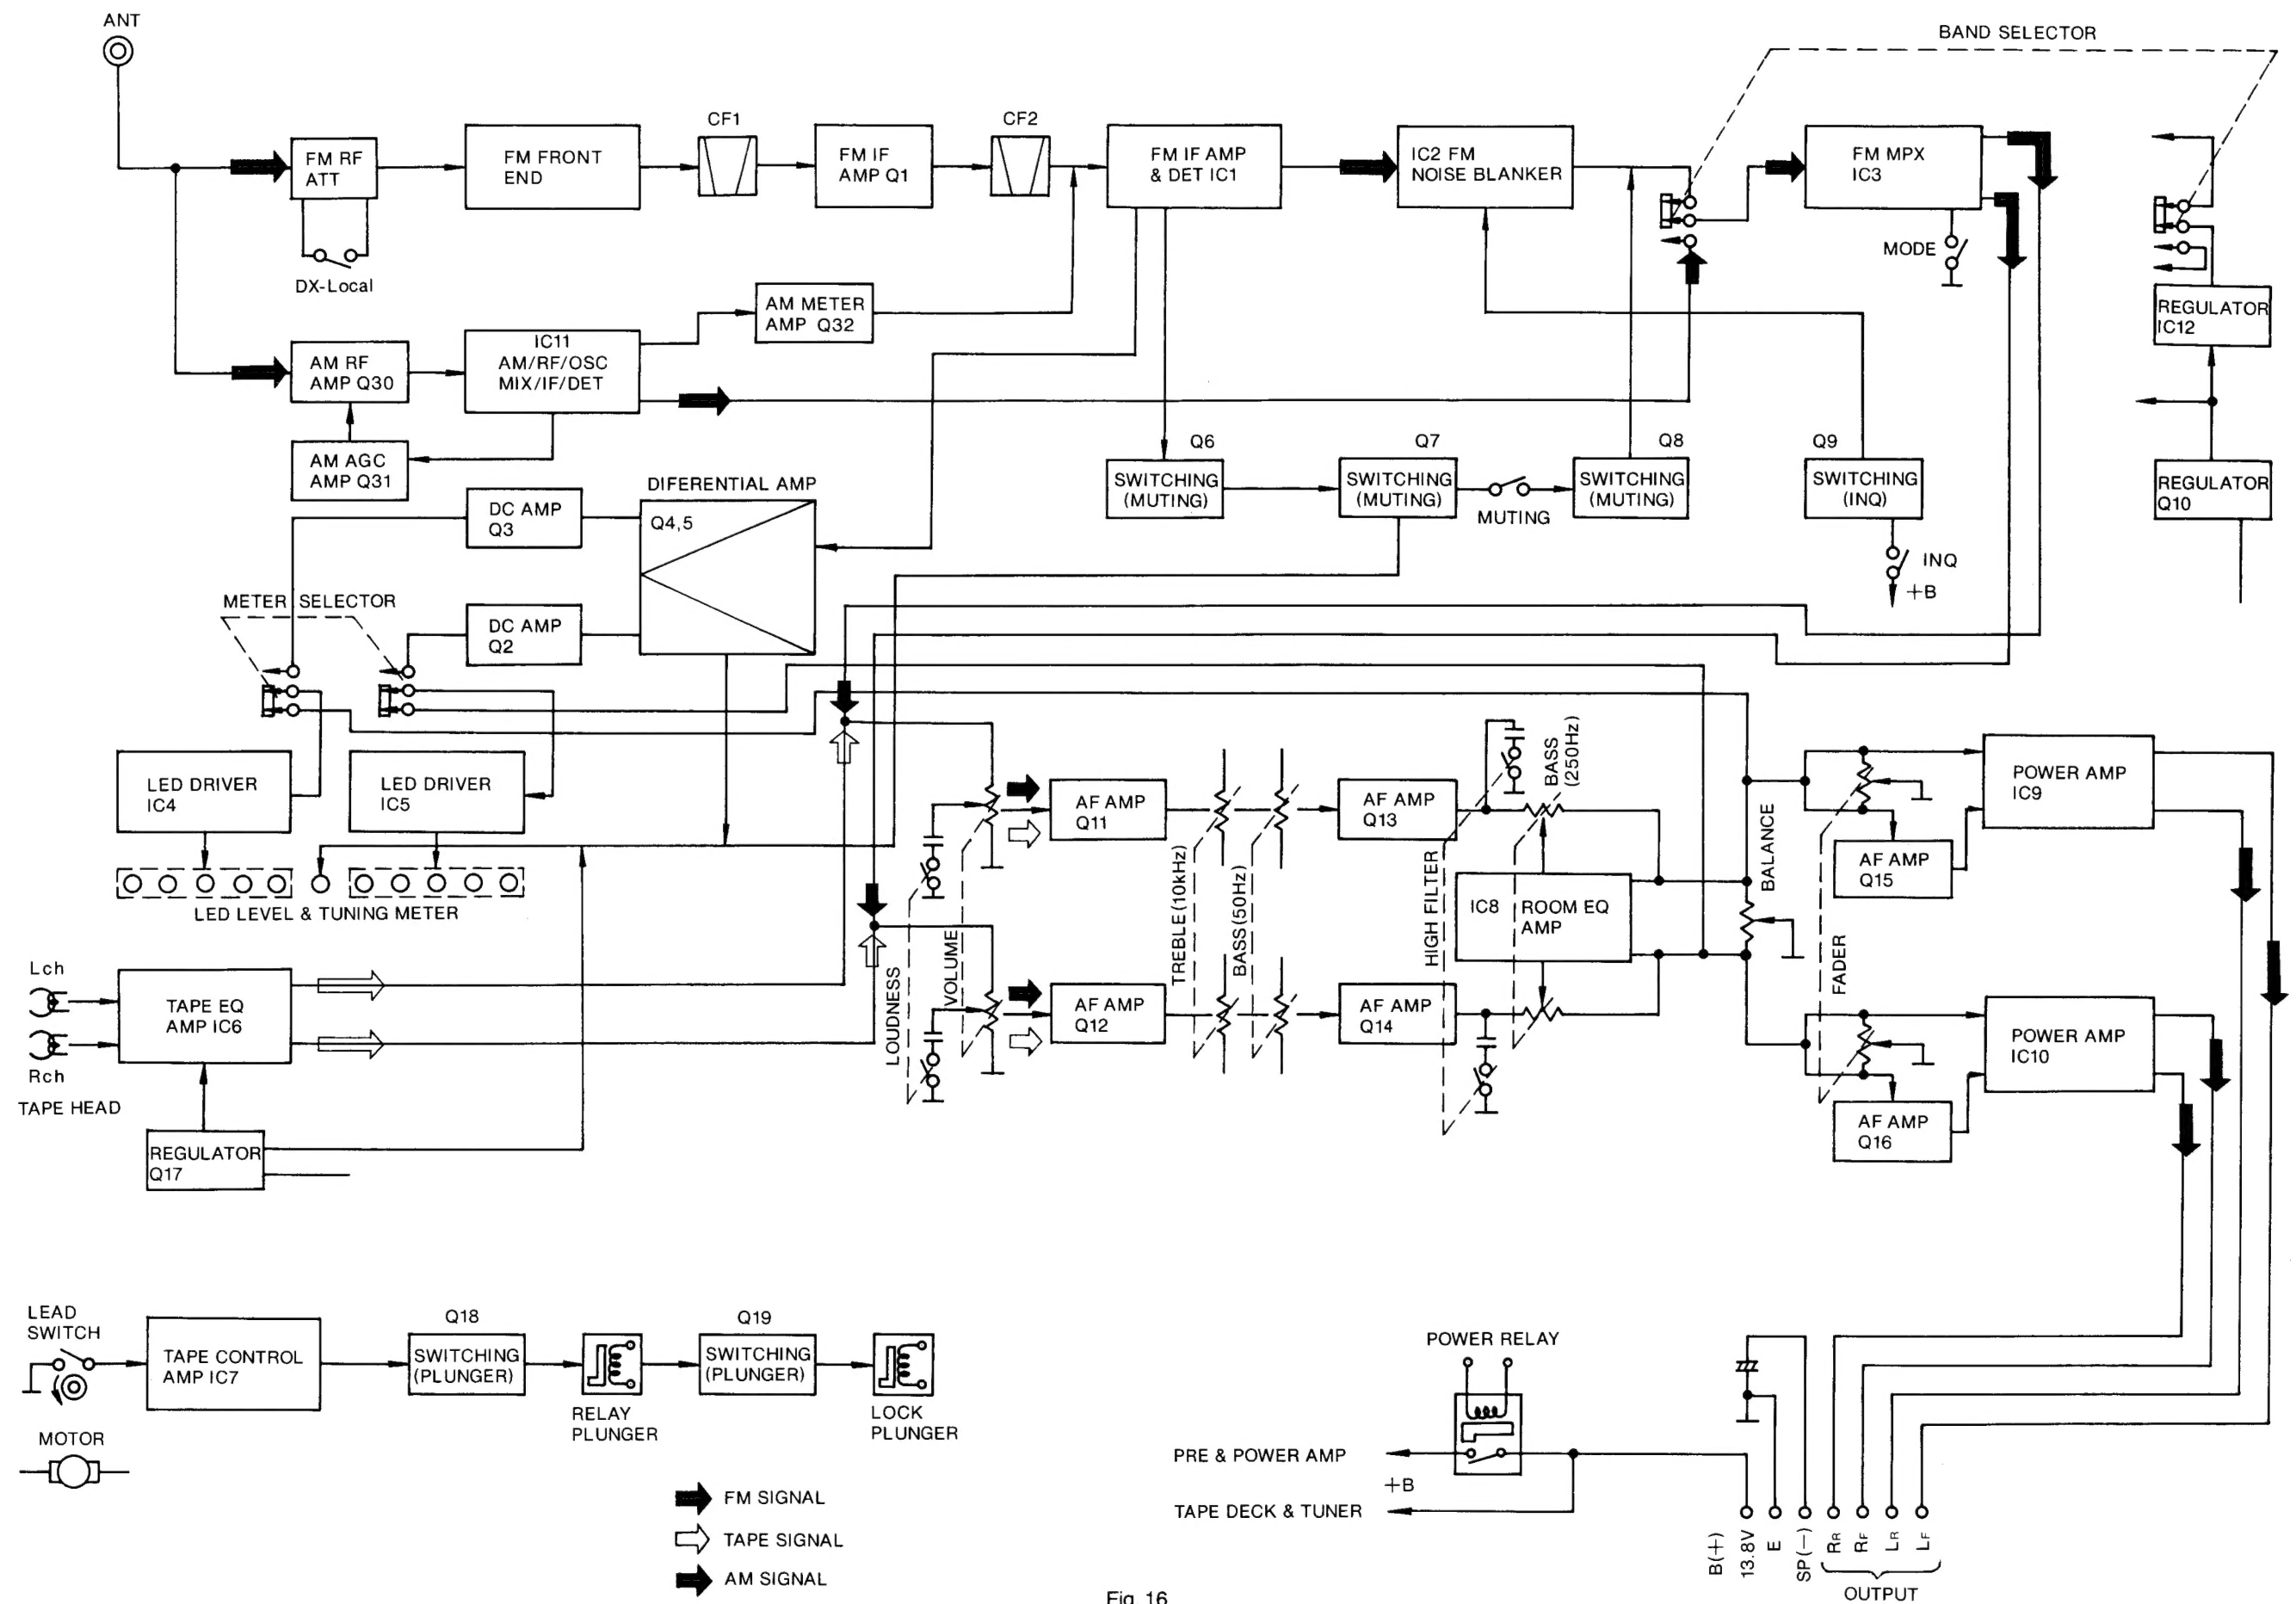 ANT
BAND SELECTOR
CF1
CF2
FM RF
ATT
FM FRONT
END
FM IF
AMP Q1
FM IF AMP
& DET IC1
IC2 FM
NOISE BLANKER
FM MPX
IC3
MODE
DX-Local
AM METER
AMP Q32
REGULATOR
IC12
AM RF
AMP Q30
IC11
AM/RF/OSC
MIX/IF/DET
AM AGC
AMP Q31
Q6
Q7
Q8
Q9
SWITCHING
(MUTING)
SWITCHING
(MUTING)
MUTING
SWITCHING
(MUTING)
SWITCHING
(INQ)
REGULATOR
Q10
DIFERENTIAL AMP
DC AMP
Q3
Q4,5
INQ
+B
METER SELECTOR
DC AMP
Q2
LED DRIVER
IC4
LED DRIVER
IC5
LED LEVEL & TUNING METER
AF AMP
Q11
AF AMP
Q13
BASS
(250Hz)
POWER AMP
IC9
AF AMP
Q15
BALANCE
TREBLE (10kHz)
BASS (50Hz)
HIGH FILTER
IC8 ROOM EQ
AMP
FADER
LOUDNESS
VOLUME
Lch
Rch
TAPE HEAD
TAPE EQ
AMP IC6
AF AMP
Q12
AF AMP
Q14
POWER AMP
IC10
AF AMP
Q16
REGULATOR
Q17
LEAD
SWITCH
TAPE CONTROL
AMP IC7
Q18
SWITCHING
(PLUNGER)
RELAY
PLUNGER
Q19
SWITCHING
(PLUNGER)
LOCK
PLUNGER
MOTOR
POWER RELAY
PRE & POWER AMP
+B
TAPE DECK & TUNER
FM SIGNAL
TAPE SIGNAL
AM SIGNAL
B(+)
13.8V
E
SP(−)
RR
RF
LR
LF
OUTPUT
Fig. 16